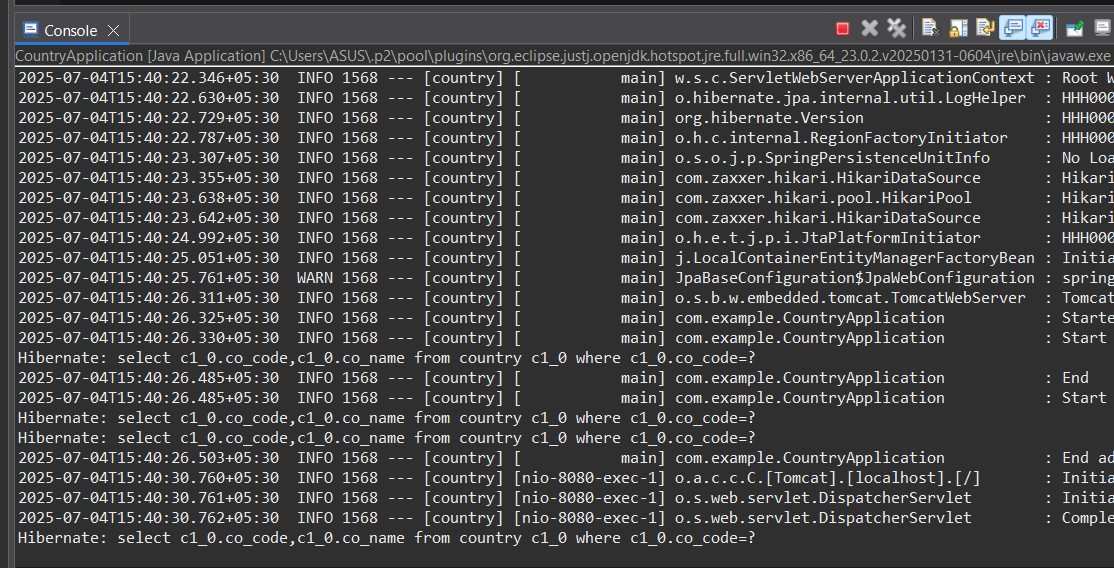 Console
CountryApplication [Java Application] C:\Users\ASUS\.p2\pool\plugins\org.eclipse.justj.openjdk.hotspot.jre.full.win32.x86_64_23.0.2.v20250131-0604\jre\bin\javaw.exe
2025-07-04T15:40:22.346+05:30  INFO 1568 --- [country] [           main] w.s.c.ServletWebServerApplicationContext : Root W
2025-07-04T15:40:22.630+05:30  INFO 1568 --- [country] [           main] o.hibernate.jpa.internal.util.LogHelper  : HHH000
2025-07-04T15:40:22.729+05:30  INFO 1568 --- [country] [           main] org.hibernate.Version                    : HHH000
2025-07-04T15:40:22.787+05:30  INFO 1568 --- [country] [           main] o.h.c.internal.RegionFactoryInitiator    : HHH000
2025-07-04T15:40:23.307+05:30  INFO 1568 --- [country] [           main] o.s.o.j.p.SpringPersistenceUnitInfo      : No Loa
2025-07-04T15:40:23.355+05:30  INFO 1568 --- [country] [           main] com.zaxxer.hikari.HikariDataSource       : Hikari
2025-07-04T15:40:23.638+05:30  INFO 1568 --- [country] [           main] com.zaxxer.hikari.pool.HikariPool        : Hikari
2025-07-04T15:40:23.642+05:30  INFO 1568 --- [country] [           main] com.zaxxer.hikari.HikariDataSource       : Hikari
2025-07-04T15:40:24.992+05:30  INFO 1568 --- [country] [           main] o.h.e.t.j.p.i.JtaPlatformInitiator       : HHH000
2025-07-04T15:40:25.051+05:30  INFO 1568 --- [country] [           main] j.LocalContainerEntityManagerFactoryBean : Initia
2025-07-04T15:40:25.761+05:30  WARN 1568 --- [country] [           main] JpaBaseConfiguration$JpaWebConfiguration : spring
2025-07-04T15:40:26.311+05:30  INFO 1568 --- [country] [           main] o.s.b.w.embedded.tomcat.TomcatWebServer  : Tomcat
2025-07-04T15:40:26.325+05:30  INFO 1568 --- [country] [           main] com.example.CountryApplication           : Starte
2025-07-04T15:40:26.330+05:30  INFO 1568 --- [country] [           main] com.example.CountryApplication           : Start
Hibernate: select c1_0.co_code,c1_0.co_name from country c1_0 where c1_0.co_code=?
2025-07-04T15:40:26.485+05:30  INFO 1568 --- [country] [           main] com.example.CountryApplication           : End
2025-07-04T15:40:26.485+05:30  INFO 1568 --- [country] [           main] com.example.CountryApplication           : Start
Hibernate: select c1_0.co_code,c1_0.co_name from country c1_0 where c1_0.co_code=?
Hibernate: select c1_0.co_code,c1_0.co_name from country c1_0 where c1_0.co_code=?
2025-07-04T15:40:26.503+05:30  INFO 1568 --- [country] [           main] com.example.CountryApplication           : End ad
2025-07-04T15:40:30.760+05:30  INFO 1568 --- [country] [nio-8080-exec-1] o.a.c.c.C.[Tomcat].[localhost].[/]       : Initia
2025-07-04T15:40:30.761+05:30  INFO 1568 --- [country] [nio-8080-exec-1] o.s.web.servlet.DispatcherServlet        : Initia
2025-07-04T15:40:30.762+05:30  INFO 1568 --- [country] [nio-8080-exec-1] o.s.web.servlet.DispatcherServlet        : Comple
Hibernate: select c1_0.co_code,c1_0.co_name from country c1_0 where c1_0.co_code=?